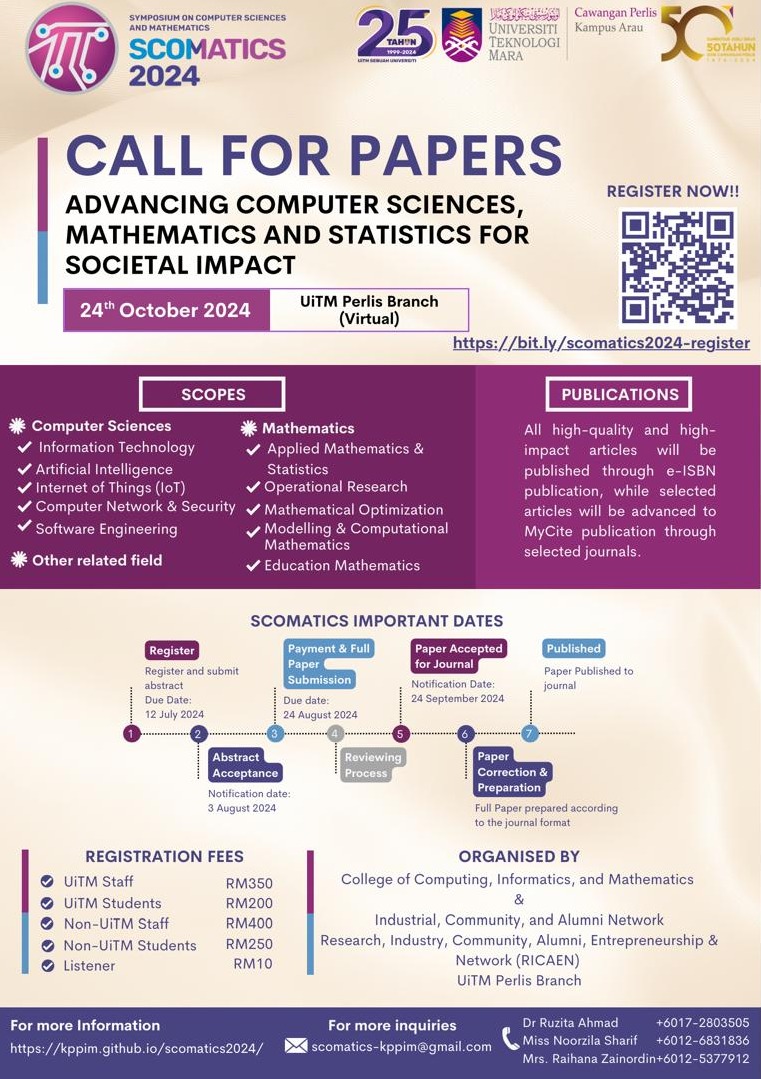 SYMPOSIUM ON COMPUTER SCIENCES
AND MATHEMATICS
SCOMATICS
2024
25
TAHUN
1999-2024
UITM SEBUAH UNIVERSITI
UNIVERSITI
TEKNOLOGI
MARA
Cawangan Perlis
Kampus Arau
50
50TAHUN
CALL FOR PAPERS
ADVANCING COMPUTER SCIENCES,
MATHEMATICS AND STATISTICS FOR
SOCIETAL IMPACT
24th October 2024
UiTM Perlis Branch
(Virtual)
REGISTER NOW!!
https://bit.ly/scomatics2024-register
SCOPES
Computer Sciences
Information Technology
Artificial Intelligence
Internet of Things (IoT)
Computer Network & Security
Software Engineering
Other related field
Mathematics
Applied Mathematics &
Statistics
Operational Research
Mathematical Optimization
Modelling & Computational
Mathematics
Education Mathematics
PUBLICATIONS
All high-quality and high-
impact articles will be
published through e-ISBN
publication, while selected
articles will be advanced to
MyCite publication through
selected journals.
SCOMATICS IMPORTANT DATES
Register
Register and submit
abstract
Due Date:
12 July 2024
Payment & Full
Paper
Submission
Due date:
24 August 2024
Paper Accepted
for Journal
Notification Date:
24 September 2024
Published
Paper Published to
journal
1 2 3 4 5 6 7
Abstract
Acceptance
Notification date:
3 August 2024
Reviewing
Process
Paper
Correction &
Preparation
Full Paper prepared according
to the journal format
REGISTRATION FEES
UiTM Staff RM350
UiTM Students RM200
Non-UiTM Staff RM400
Non-UiTM Students RM250
Listener RM10
ORGANISED BY
College of Computing, Informatics, and Mathematics
&
Industrial, Community, and Alumni Network
Research, Industry, Community, Alumni, Entrepreneurship &
Network (RICAEN)
UiTM Perlis Branch
For more Information
https://kppim.github.io/scomatics2024/
For more inquiries
scomatics-kppim@gmail.com
Dr Ruzita Ahmad +6017-2803505
Miss Noorzila Sharif +6012-6831836
Mrs. Raihana Zainordin+6012-5377912